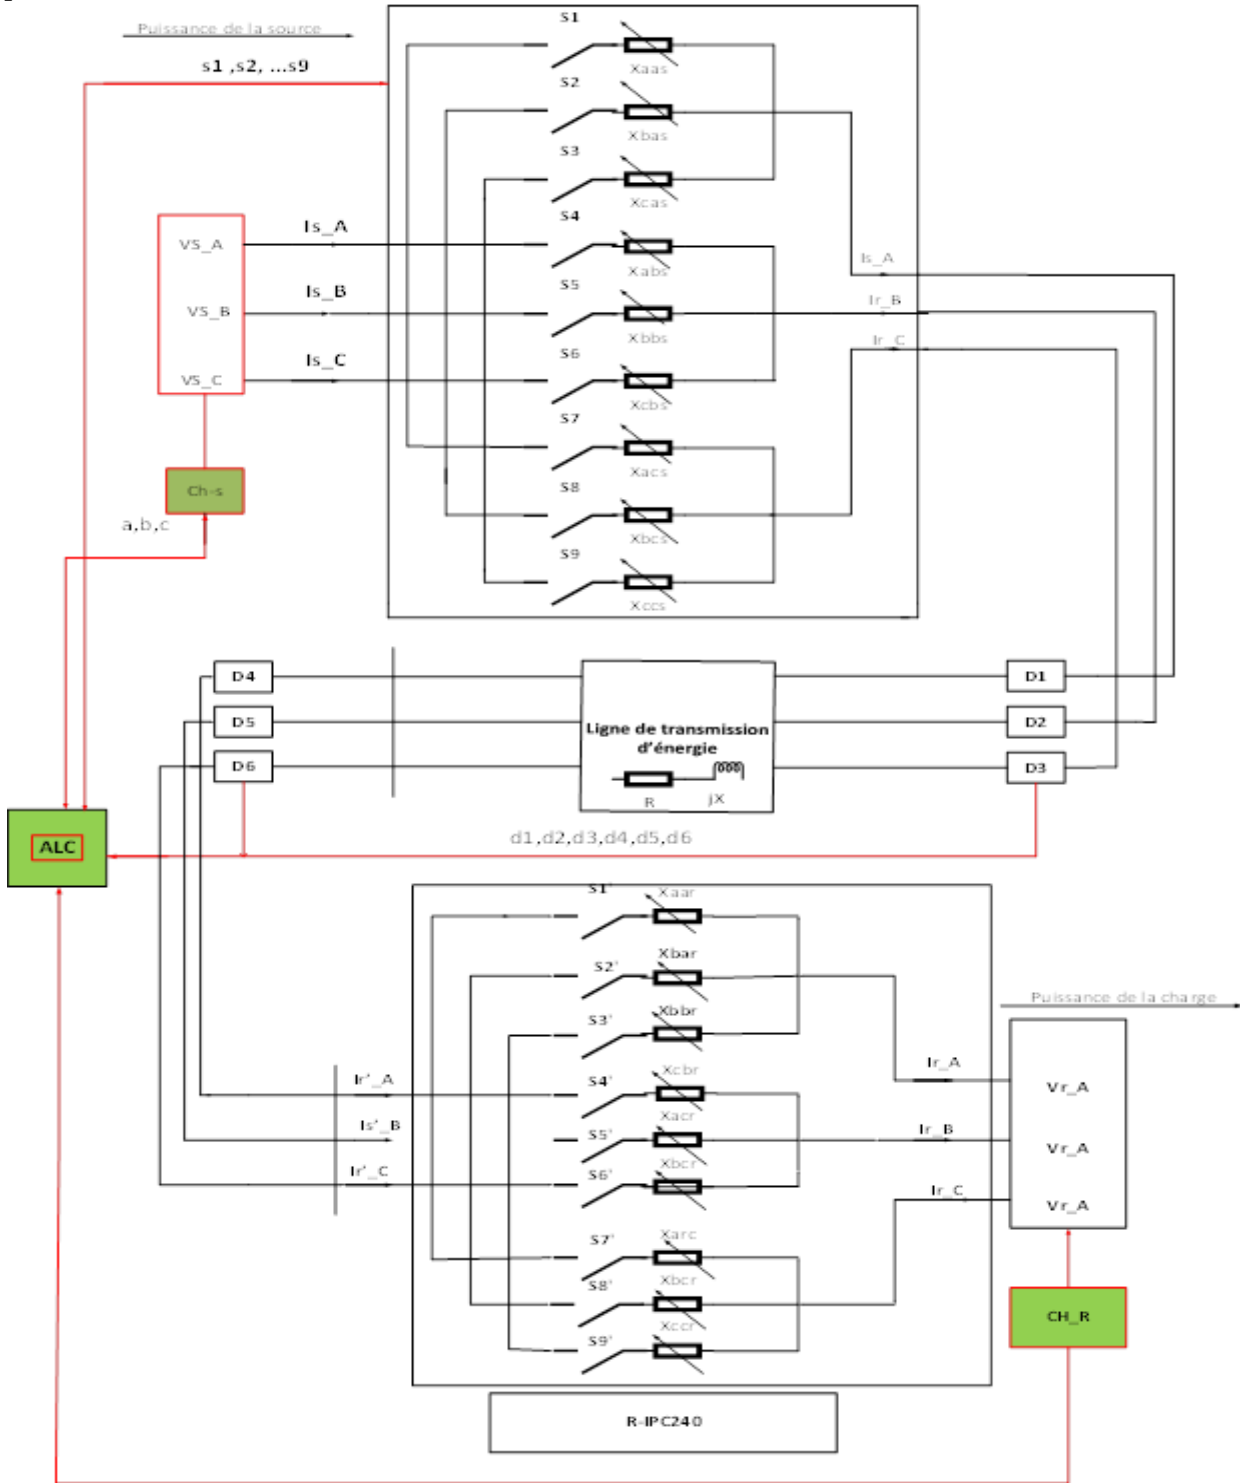 Puissance de la source
s1 ,s2, ...s9
S1
Xaas
S2
Xbas
S3
Xcas
S4
Xabs
S5
Xbbs
S6
Xcbs
S7
Xacs
S8
Xbcs
S9
Xccs
VS_A
VS_B
VS_C
Is_A
Is_B
Is_C
Is_A
Ir_B
Ir_C
Ch-s
a,b,c
D4
D5
D6
Ligne de transmission
d'énergie
R
jX
D1
D2
D3
ALC
d1,d2,d3,d4,d5,d6
S1'
Xaar
S2'
Xbar
S3'
Xbbr
S4'
Xcbr
S5'
Xacr
S6'
Xbcr
S7'
Xarc
S8'
Xbcr
S9'
Xccr
Ir'_A
Is'_B
Ir'_C
Ir_A
Ir_B
Ir_C
Puissance de la charge
Vr_A
Vr_A
Vr_A
CH_R
R-IPC240